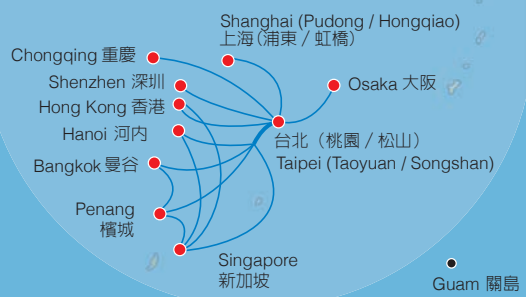 Shanghai (Pudong / Hongqiao)
上海(浦東 / 虹橋)
Chongqing 重慶
Shenzhen 深圳
Osaka 大阪
Hong Kong 香港
Hanoi 河內
台北（桃園 / 松山）
Taipei (Taoyuan / Songshan)
Bangkok 曼谷
Penang
檳城
Singapore
新加坡
Guam 關島